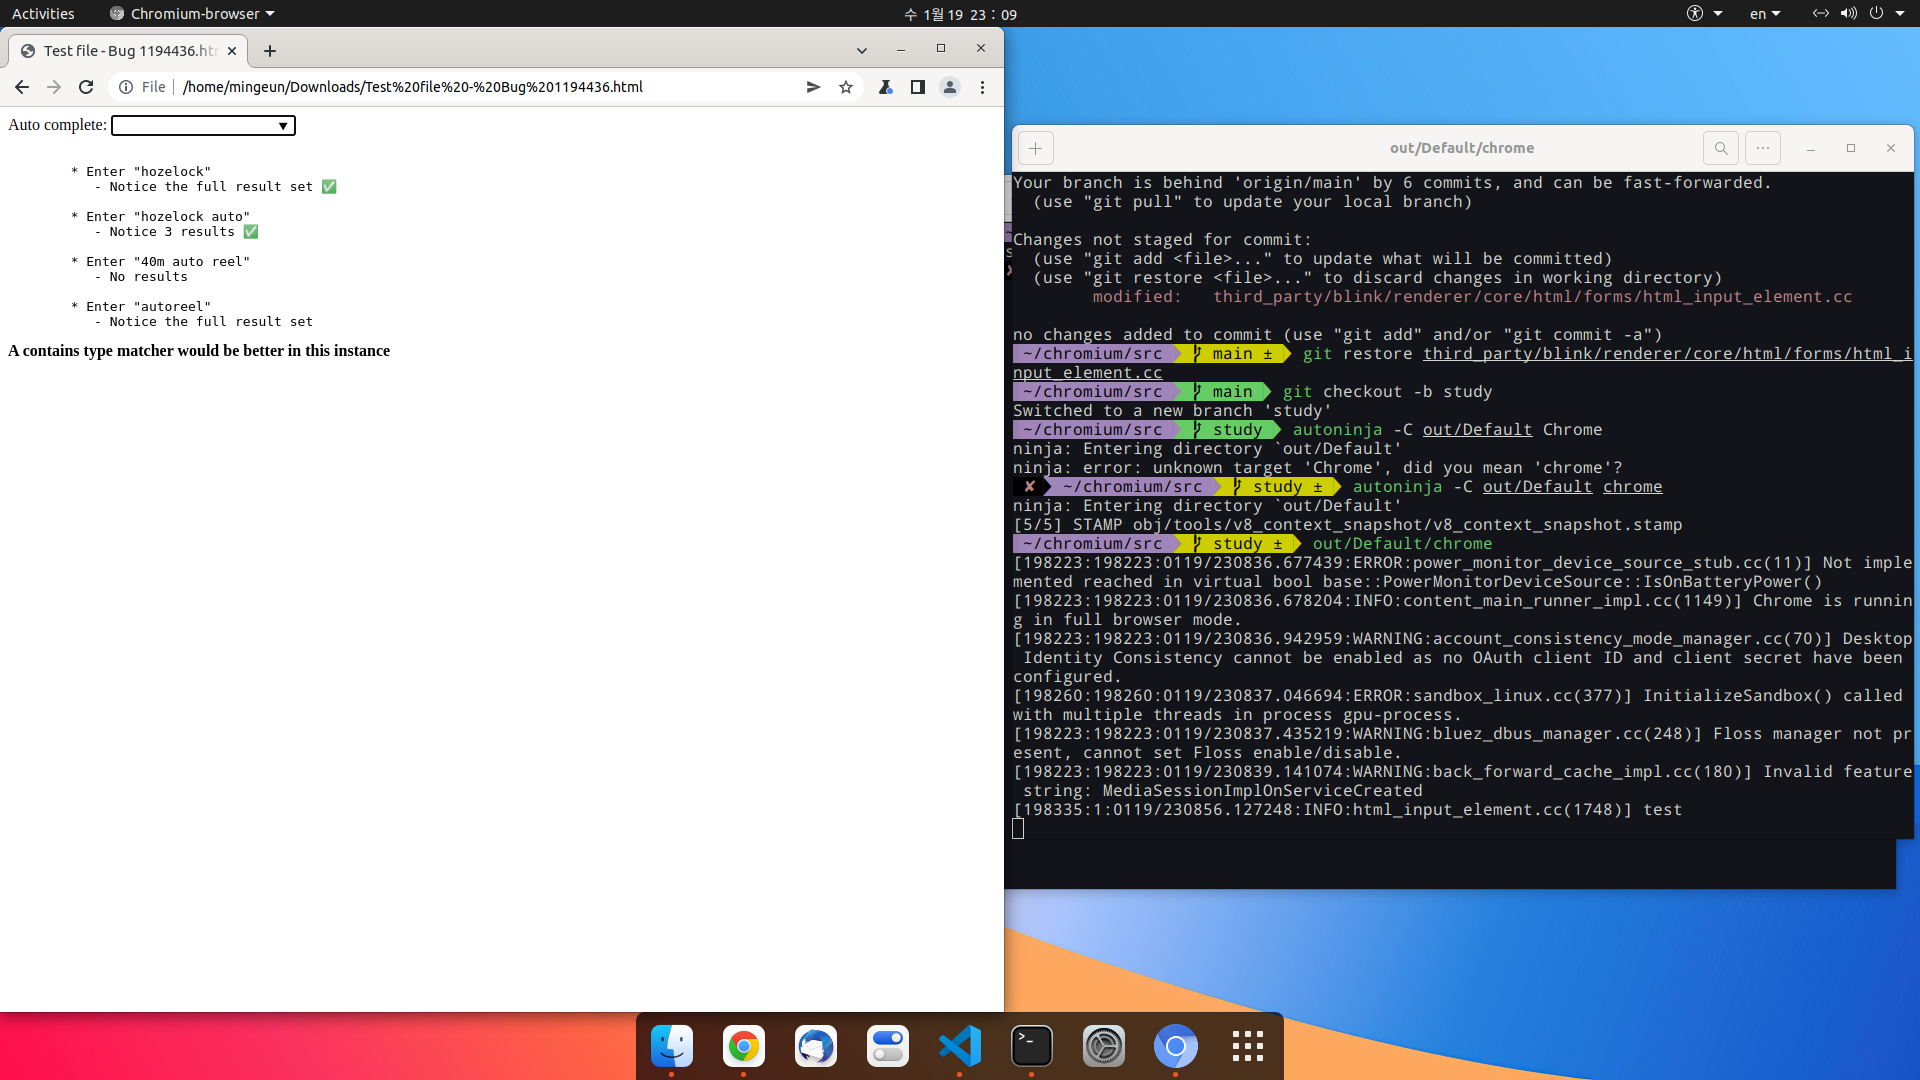 Activities
Chromium-browser
수 1월 19 23 : 09
en
Test file - Bug 1194436.htm
File
/home/mingeun/Downloads/Test%20file%20-%20Bug%201194436.html
Auto complete:
* Enter "hozelock"
- Notice the full result set ✅
* Enter "hozelock auto"
- Notice 3 results ✅
* Enter "40m auto reel"
- No results
* Enter "autoreel"
- Notice the full result set
A contains type matcher would be better in this instance
out/Default/chrome
Your branch is behind 'origin/main' by 6 commits, and can be fast-forwarded.
(use "git pull" to update your local branch)
Changes not staged for commit:
(use "git add <file>..." to update what will be committed)
(use "git restore <file>..." to discard changes in working directory)
modified:   third_party/blink/renderer/core/html/forms/html_input_element.cc
no changes added to commit (use "git add" and/or "git commit -a")
~/chromium/src main ± git restore third_party/blink/renderer/core/html/forms/html_i
nput_element.cc
~/chromium/src main git checkout -b study
Switched to a new branch 'study'
~/chromium/src study autoninja -C out/Default Chrome
ninja: Entering directory `out/Default'
ninja: error: unknown target 'Chrome', did you mean 'chrome'?
✘ ~/chromium/src study ± autoninja -C out/Default chrome
ninja: Entering directory `out/Default'
[5/5] STAMP obj/tools/v8_context_snapshot/v8_context_snapshot.stamp
~/chromium/src study ± out/Default/chrome
[198223:198223:0119/230836.677439:ERROR:power_monitor_device_source_stub.cc(11)] Not imple
mented reached in virtual bool base::PowerMonitorDeviceSource::IsOnBatteryPower()
[198223:198223:0119/230836.678204:INFO:content_main_runner_impl.cc(1149)] Chrome is runnin
g in full browser mode.
[198223:198223:0119/230836.942959:WARNING:account_consistency_mode_manager.cc(70)] Desktop
Identity Consistency cannot be enabled as no OAuth client ID and client secret have been
configured.
[198260:198260:0119/230837.046694:ERROR:sandbox_linux.cc(377)] InitializeSandbox() called
with multiple threads in process gpu-process.
[198223:198223:0119/230837.435219:WARNING:bluez_dbus_manager.cc(248)] Floss manager not pr
esent, cannot set Floss enable/disable.
[198223:198223:0119/230839.141074:WARNING:back_forward_cache_impl.cc(180)] Invalid feature
string: MediaSessionImplOnServiceCreated
[198335:1:0119/230856.127248:INFO:html_input_element.cc(1748)] test